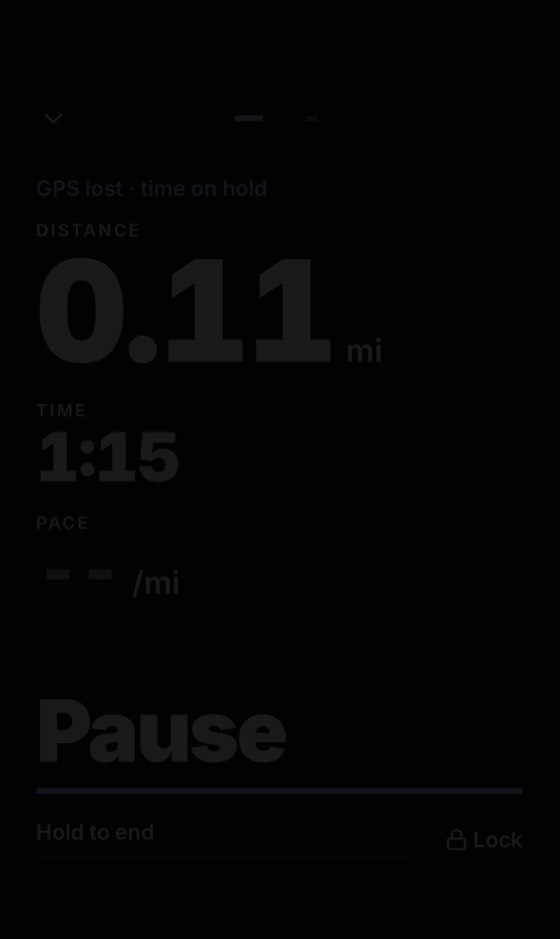 GPS lost · time on hold
DISTANCE
0.11 mi
TIME
1:15
PACE
-- /mi
Pause
Hold to end
Lock